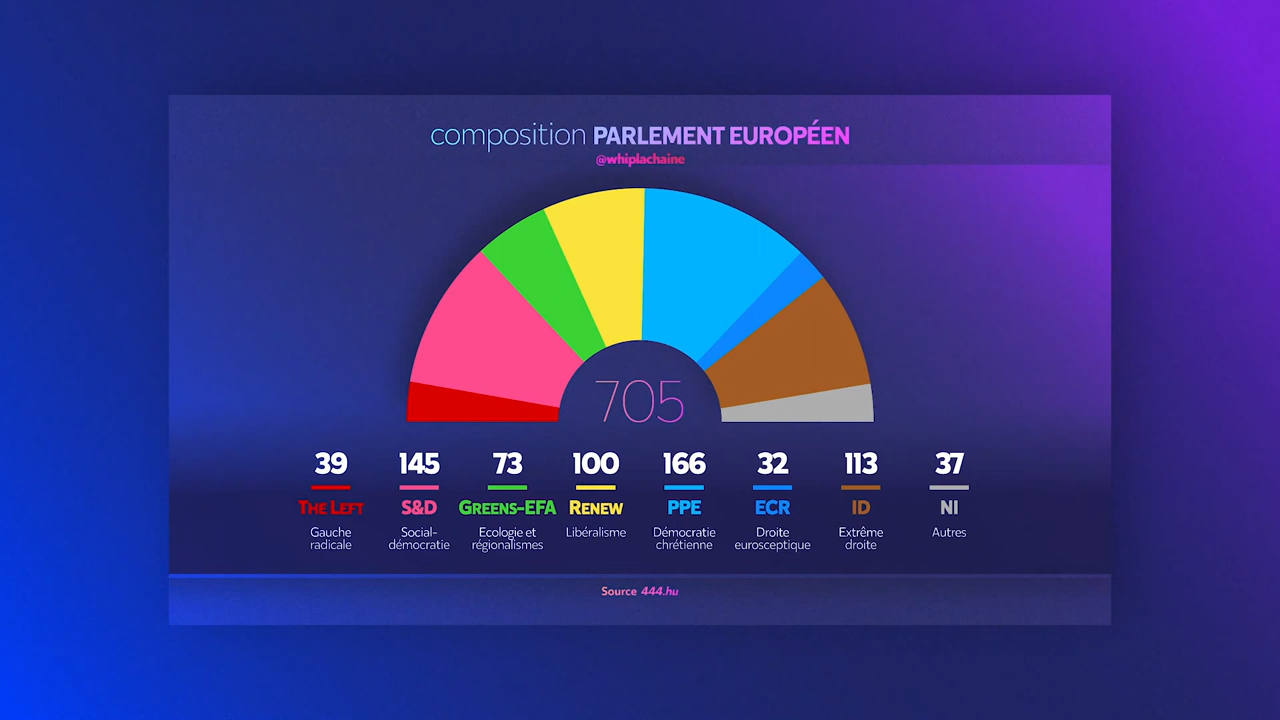 composition PARLEMENT EUROPÉEN
@whiplachaine
705
39 145 73 100 166 32 113 37
THE LEFT S&D GREENS-EFA RENEW PPE ECR ID NI
Gauche radicale
Social-démocratie
Ecologie et régionalismes
Libéralisme
Démocratie chrétienne
Droite eurosceptique
Extrême droite
Autres
Source 444.hu